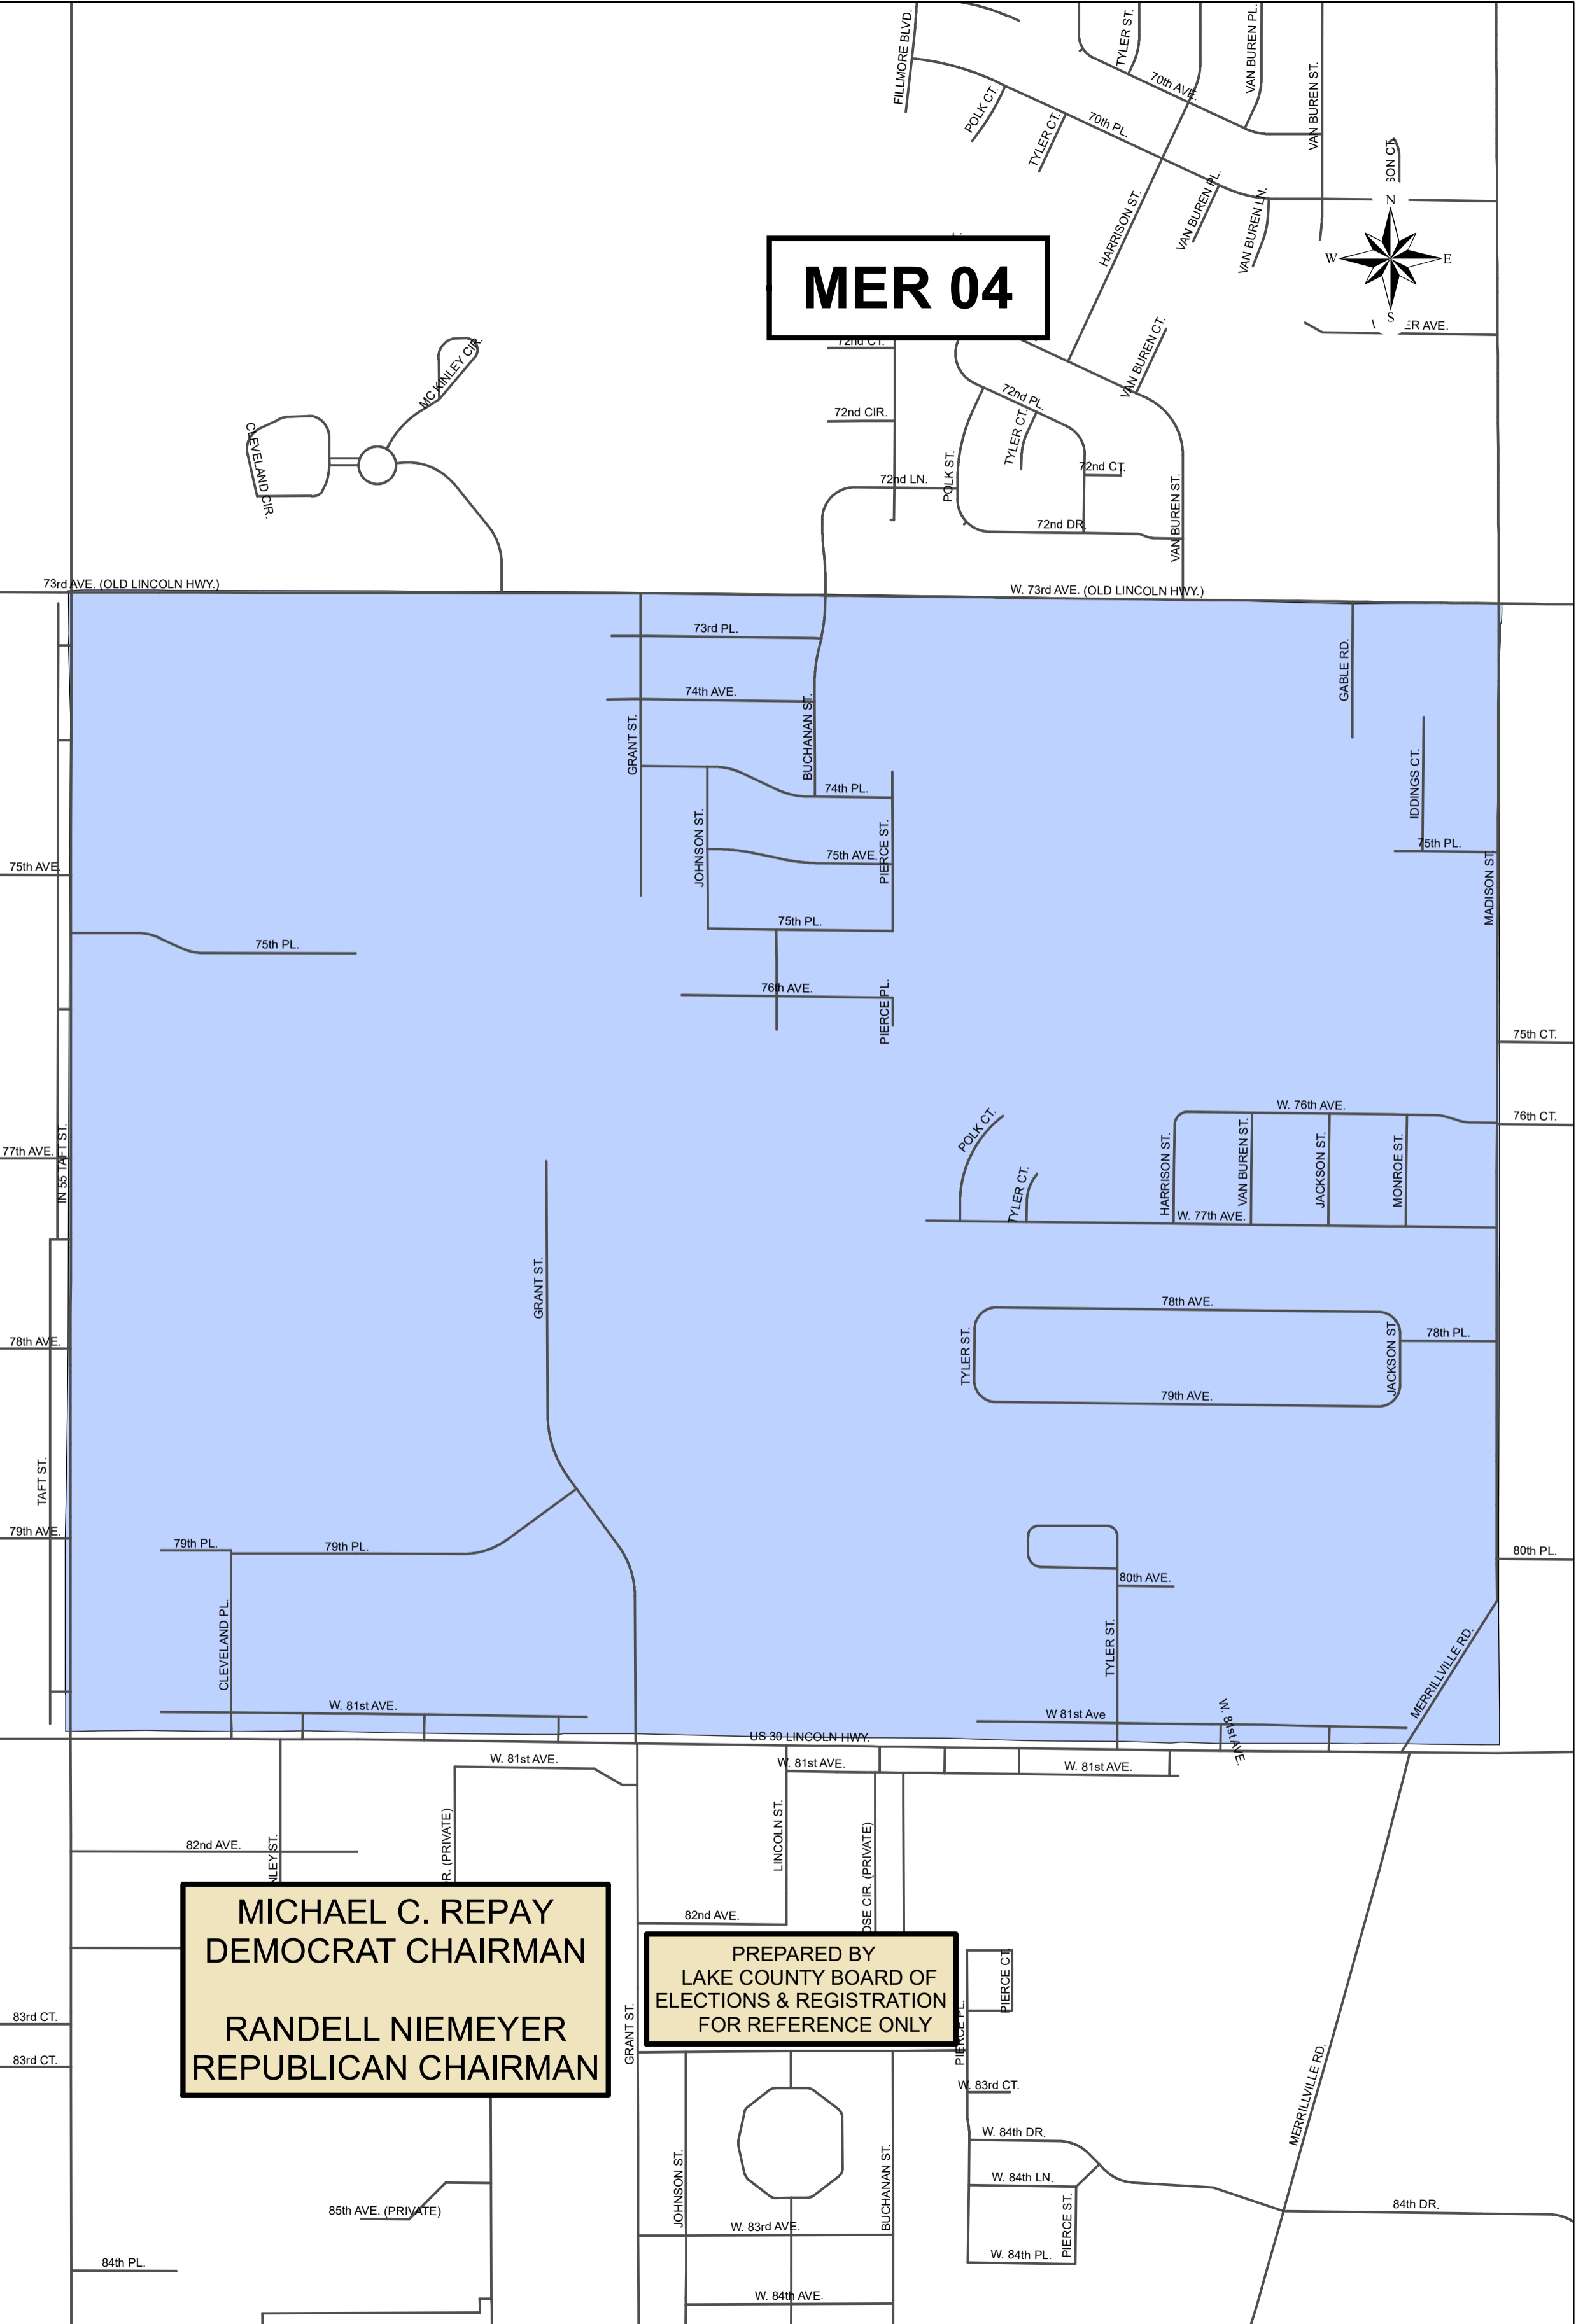 FILLMORE BLVD.
TYLER ST.
VAN BUREN PL.
VAN BUREN ST.
70th AVE.
POLK CT.
TYLER CT.
70th PL.
SON CT.
HARRISON ST.
VAN BUREN PL.
VAN BUREN LN.
N
W
E
S
ER AVE.
MER 04
72nd CT.
MC KINLEY CIR.
CLEVELAND CIR.
72nd CIR.
72nd PL.
TYLER CT.
VAN BUREN CT.
72nd CT.
72nd LN.
POLK ST.
72nd DR.
VAN BUREN ST.
73rd AVE. (OLD LINCOLN HWY.)
W. 73rd AVE. (OLD LINCOLN HWY.)
73rd PL.
74th AVE.
GRANT ST.
BUCHANAN ST.
GABLE RD.
74th PL.
IDDINGS CT.
JOHNSON ST.
75th AVE.
PIERCE ST.
75th PL.
MADISON ST.
75th AVE.
75th PL.
75th PL.
76th AVE.
PIERCE PL.
75th CT.
76th CT.
W. 76th AVE.
POLK CT.
TYLER CT.
HARRISON ST.
VAN BUREN ST.
JACKSON ST.
MONROE ST.
W. 77th AVE.
77th AVE.
IN 55 TAFT ST.
GRANT ST.
78th AVE.
TYLER ST.
JACKSON ST.
78th PL.
79th AVE.
78th AVE.
TAFT ST.
79th AVE.
79th PL.
79th PL.
80th PL.
80th AVE.
CLEVELAND PL.
TYLER ST.
MERRILLVILLE RD.
W. 81st AVE.
W 81st Ave
W. 81st AVE.
US 30 LINCOLN HWY.
W. 81st AVE.
W. 81st AVE.
W. 81st AVE.
82nd AVE.
NLEY ST.
R. (PRIVATE)
LINCOLN ST.
OSE CIR. (PRIVATE)
82nd AVE.
MICHAEL C. REPAY
DEMOCRAT CHAIRMAN
RANDELL NIEMEYER
REPUBLICAN CHAIRMAN
PREPARED BY
LAKE COUNTY BOARD OF
ELECTIONS & REGISTRATION
FOR REFERENCE ONLY
GRANT ST.
PIERCE PL.
PIERCE CT.
83rd CT.
83rd CT.
W. 83rd CT.
W. 84th DR.
MERRILLVILLE RD.
JOHNSON ST.
BUCHANAN ST.
W. 84th LN.
PIERCE ST.
84th DR.
85th AVE. (PRIVATE)
W. 83rd AVE.
W. 84th PL.
84th PL.
W. 84th AVE.